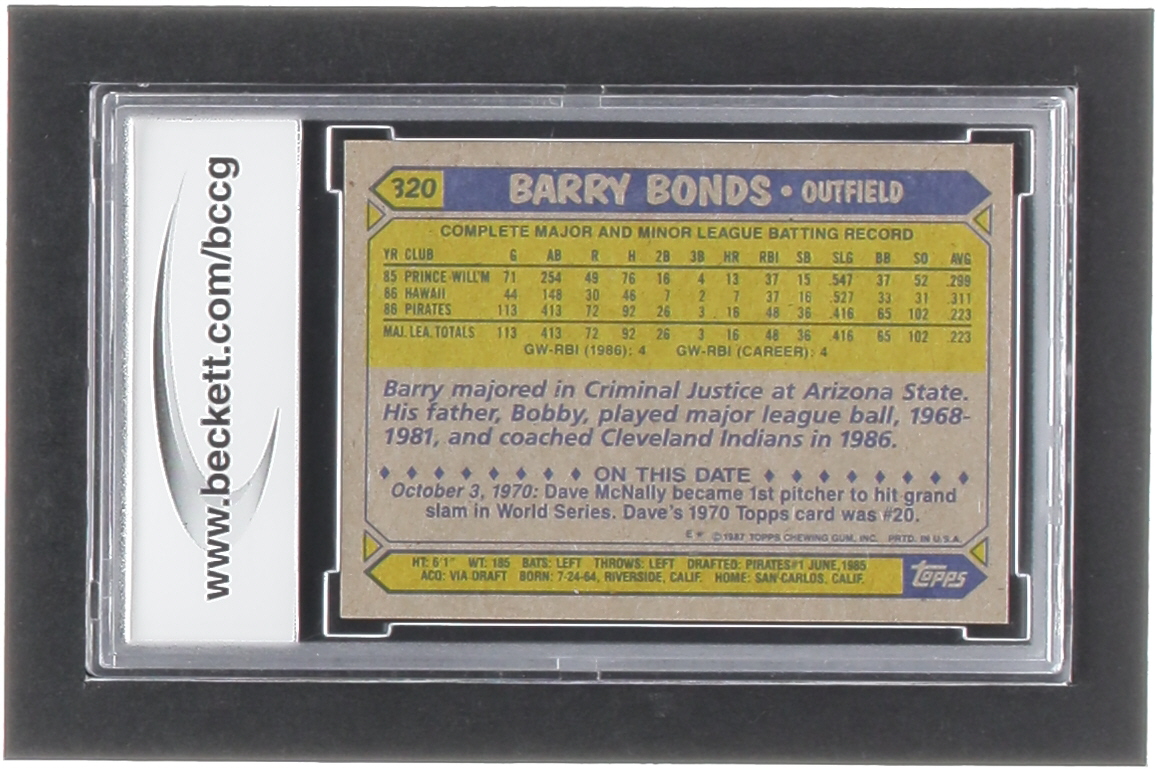 www.beckett.com/bccg
320 BARRY BONDS • OUTFIELD
COMPLETE MAJOR AND MINOR LEAGUE BATTING RECORD
YR CLUB G AB R H 2B 3B HR RBI SB SLG BB SO AVG
85 PRINCE WILL'M 71 254 49 76 16 4 13 37 15 .547 37 52 .299
86 HAWAII 44 148 30 46 7 2 7 37 16 .527 33 31 .311
86 PIRATES 113 413 72 92 26 3 16 48 36 .416 65 102 .223
MAJ. LEA. TOTALS 113 413 72 92 26 3 16 48 36 .416 65 102 .223
GW-RBI (1986): 4 GW-RBI (CAREER): 4
Barry majored in Criminal Justice at Arizona State.
His father, Bobby, played major league ball, 1968-
1981, and coached Cleveland Indians in 1986.
ON THIS DATE
October 3, 1970: Dave McNally became 1st pitcher to hit grand
slam in World Series. Dave's 1970 Topps card was #20.
E* © 1987 TOPPS CHEWING GUM, INC. PRTD. IN U.S.A.
HT: 6'1" WT: 185 BATS: LEFT THROWS: LEFT DRAFTED: PIRATES #1 JUNE, 1985
ACQ: VIA DRAFT BORN: 7-24-64, RIVERSIDE, CALIF. HOME: SAN CARLOS, CALIF.
topps